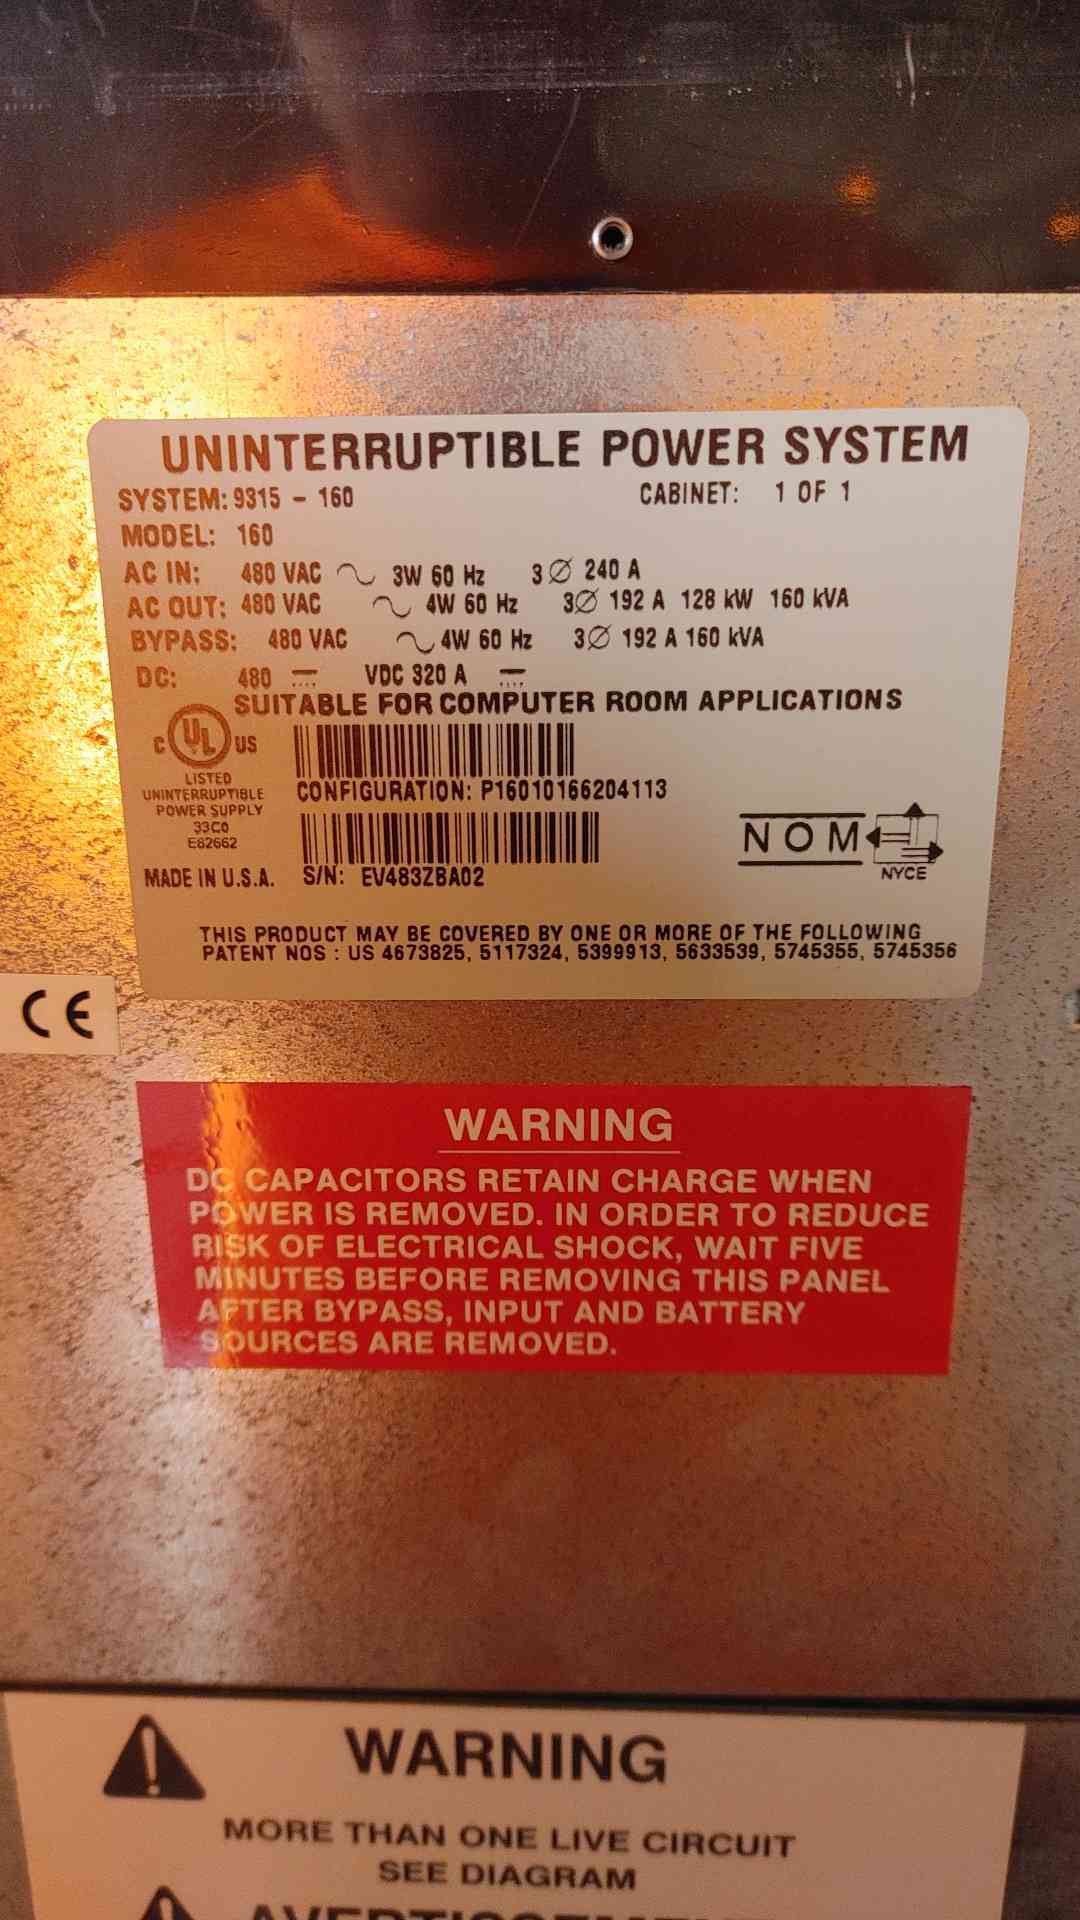 UNINTERRUPTIBLE POWER SYSTEM
SYSTEM: 9315 - 160 CABINET: 1 OF 1
MODEL: 160
AC IN: 480 VAC 3W 60 Hz 3∅ 240 A
AC OUT: 480 VAC 4W 60 Hz 3∅ 192 A 128 kW 160 kVA
BYPASS: 480 VAC 4W 60 Hz 3∅ 192 A 160 kVA
DC: 480 VDC 320 A
SUITABLE FOR COMPUTER ROOM APPLICATIONS
C UL US
LISTED
UNINTERRUPTIBLE
POWER SUPPLY
33C0
E82662
CONFIGURATION: P16010166204113
MADE IN U.S.A. S/N: EV483ZBA02
NOM
NYCE
THIS PRODUCT MAY BE COVERED BY ONE OR MORE OF THE FOLLOWING
PATENT NOS : US 4673825, 5117324, 5399913, 5633539, 5745355, 5745356
CE
WARNING
DC CAPACITORS RETAIN CHARGE WHEN
POWER IS REMOVED. IN ORDER TO REDUCE
RISK OF ELECTRICAL SHOCK, WAIT FIVE
MINUTES BEFORE REMOVING THIS PANEL
AFTER BYPASS, INPUT AND BATTERY
SOURCES ARE REMOVED.
WARNING
MORE THAN ONE LIVE CIRCUIT
SEE DIAGRAM